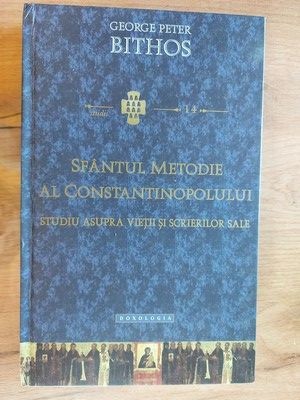 GEORGE PETER
BITHOS
studii 14
SFÂNTUL METODIE
AL CONSTANTINOPOLULUI
STUDIU ASUPRA VIEȚII ȘI SCRIERILOR SALE
DOXOLOGIA